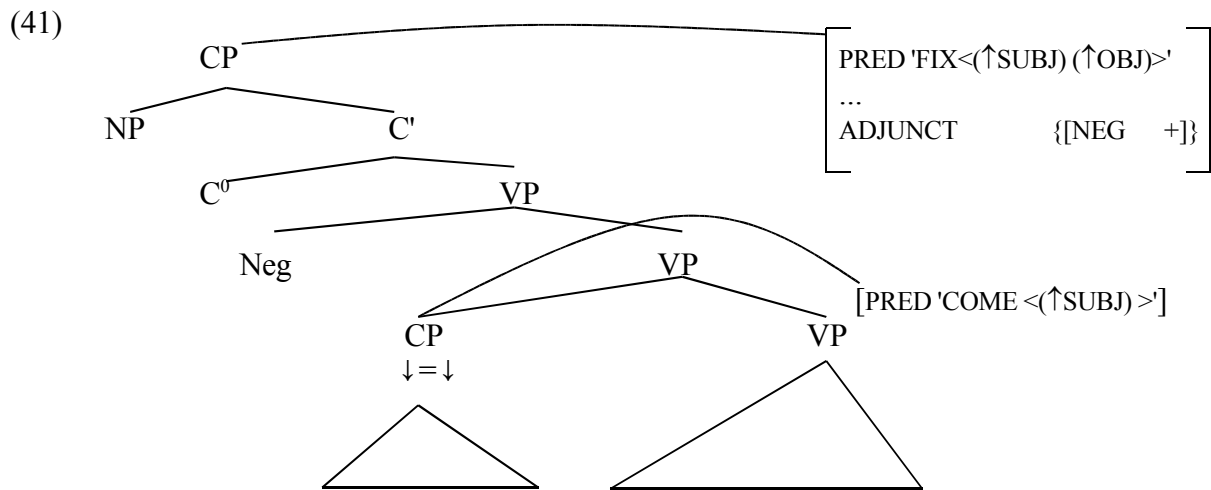 (41)
CP
PRED 'FIX<(↑SUBJ) (↑OBJ)>'
...
ADJUNCT {[NEG +]}
NP C'
C⁰ VP
Neg VP
[PRED 'COME <(↑SUBJ) >']
CP VP
↓=↓